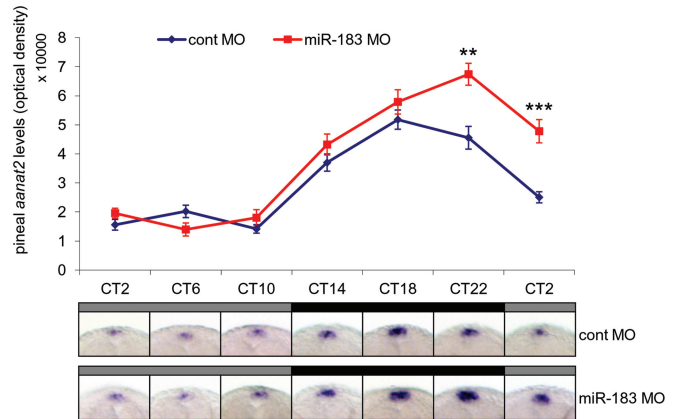 pineal aanat2 levels (optical density)
x 10000
cont MO
miR-183 MO
8
7
6
5
4
3
2
1
0
**
***
CT2 CT6 CT10 CT14 CT18 CT22 CT2
cont MO
miR-183 MO